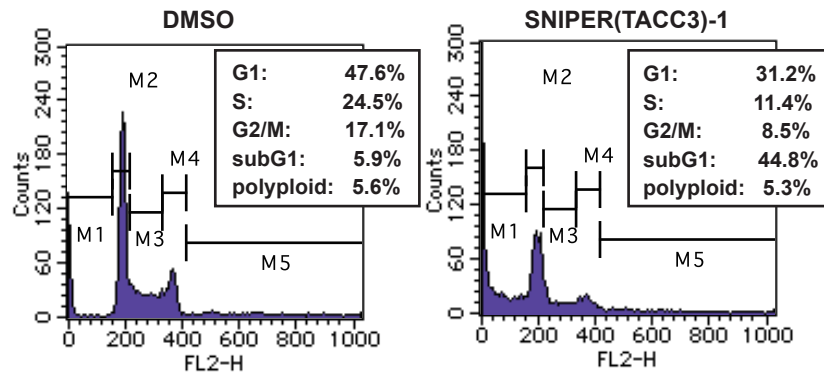 DMSO
300
240
180
120
60
0
Counts
M1
M2
M3
M4
M5
G1: 47.6%
S: 24.5%
G2/M: 17.1%
subG1: 5.9%
polyploid: 5.6%
0 200 400 600 800 1000
FL2-H
SNIPER(TACC3)-1
300
240
180
120
60
0
Counts
M1
M2
M3
M4
M5
G1: 31.2%
S: 11.4%
G2/M: 8.5%
subG1: 44.8%
polyploid: 5.3%
0 200 400 600 800 1000
FL2-H